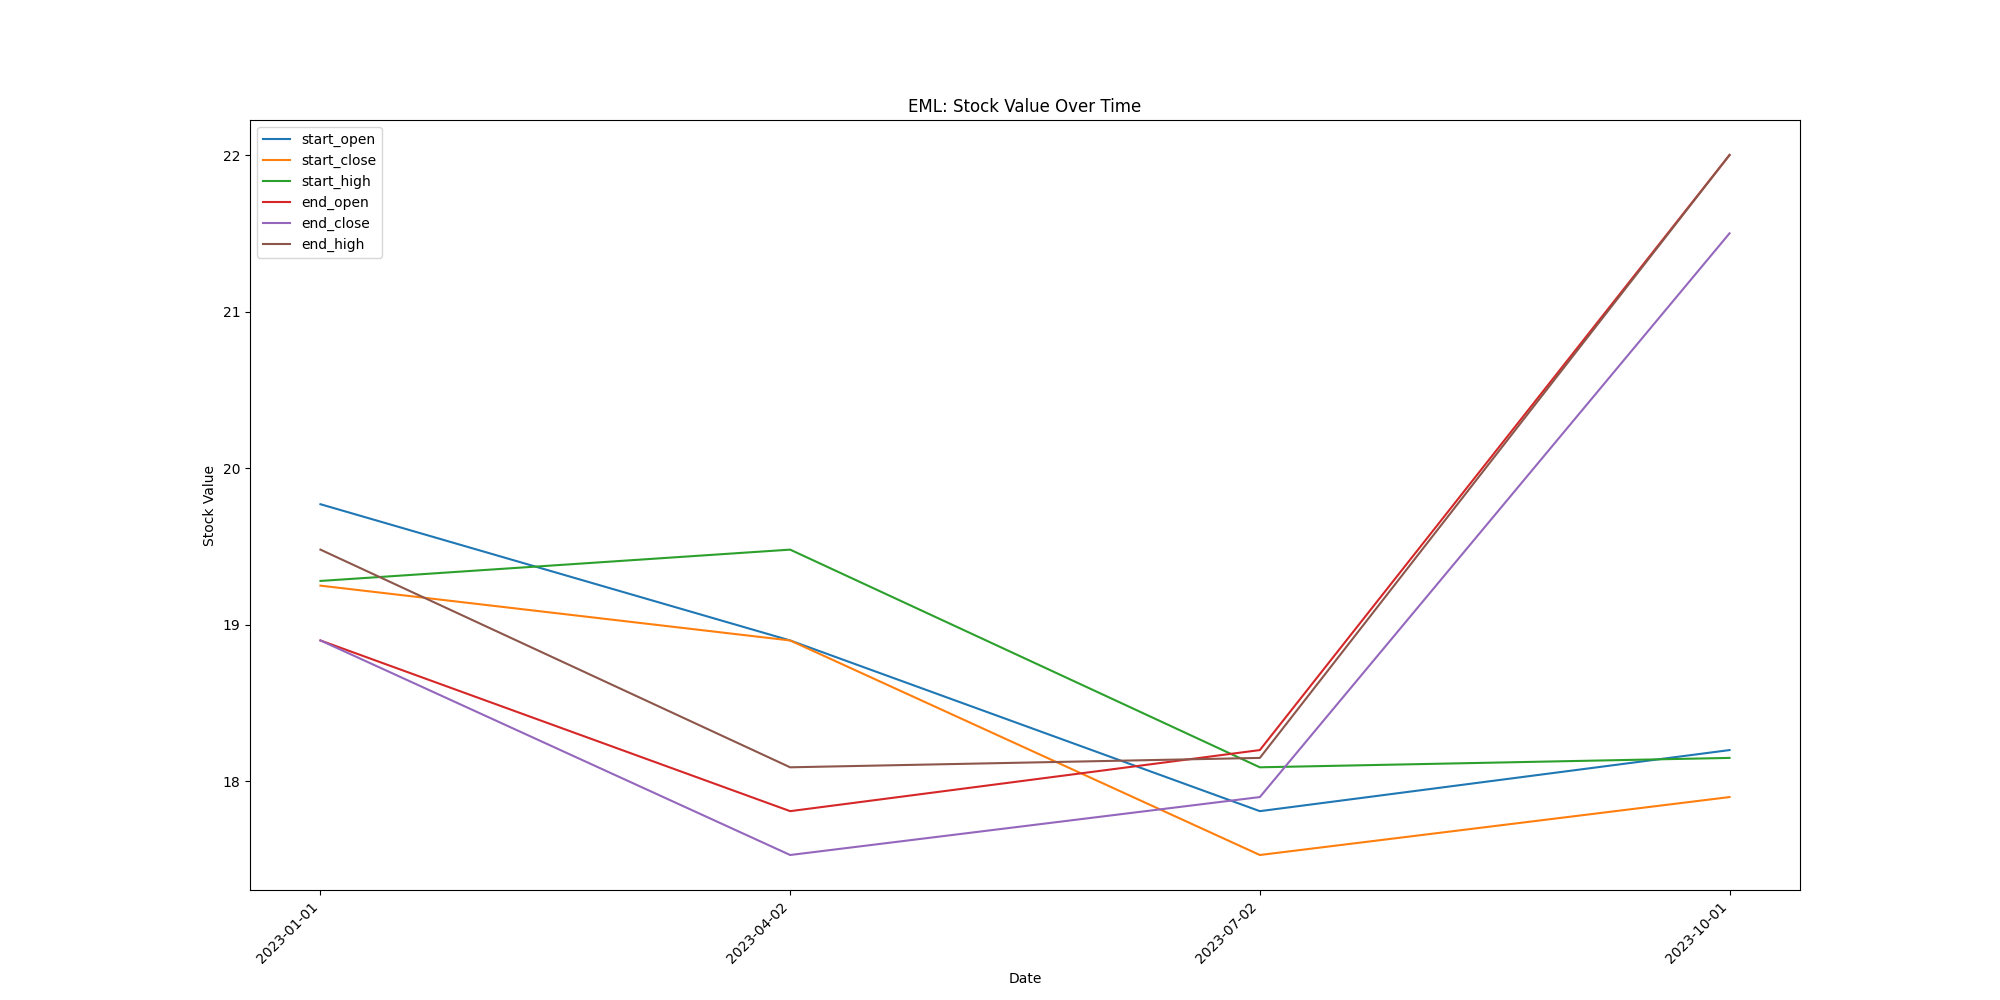 EML: Stock Value Over Time
start_open
start_close
start_high
end_open
end_close
end_high
22
21
20
19
18
Stock Value
2023-01-01
2023-04-02
2023-07-02
2023-10-01
Date